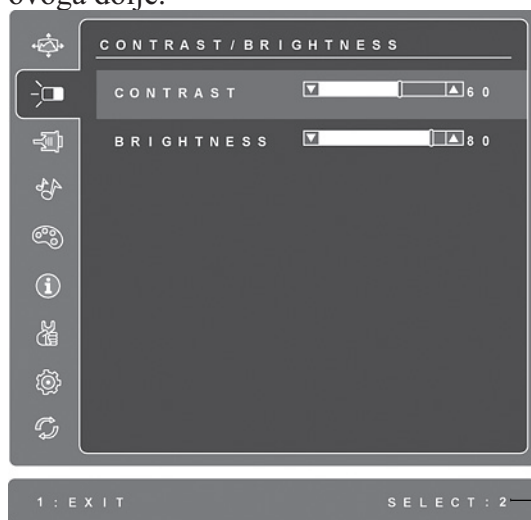 ovoga dolje:
CONTRAST/BRIGHTNESS
CONTRAST 60
BRIGHTNESS 80
1:EXIT SELECT:2